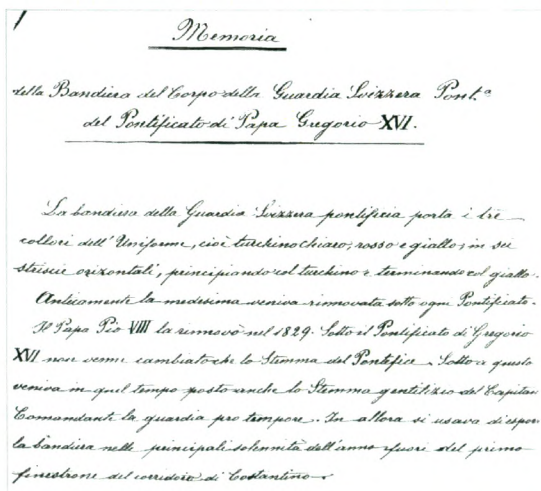 Memoria
della Bandiera del Corpo della Guardia Svizzera Pont.ª
del Pontificato di Papa Gregorio XVI.
La bandiera della Guardia Svizzera pontificia porta i tre
collori dell'Uniforme, cioè turchino chiaro, rosso e giallo, in sei
striscie orizontali, principiando col turchino e terminando col giallo.
Anticamente la medesima veniva rinnovata sotto ogni Pontificato.
Il Papa Pio VIII la rinnovò nel 1829. Sotto il Pontificato di Gregorio
XVI non venne cambiato che lo Stemma del Pontefice. Sotto a questo
veniva in quel tempo posto anche lo Stemma gentilizio del Capitan
Comandante la guardia pro tempore. In allora si usava di espor
la bandiera nelle principali solennità dell'anno fuori del primo
finestrone del corridoio di Costantino.